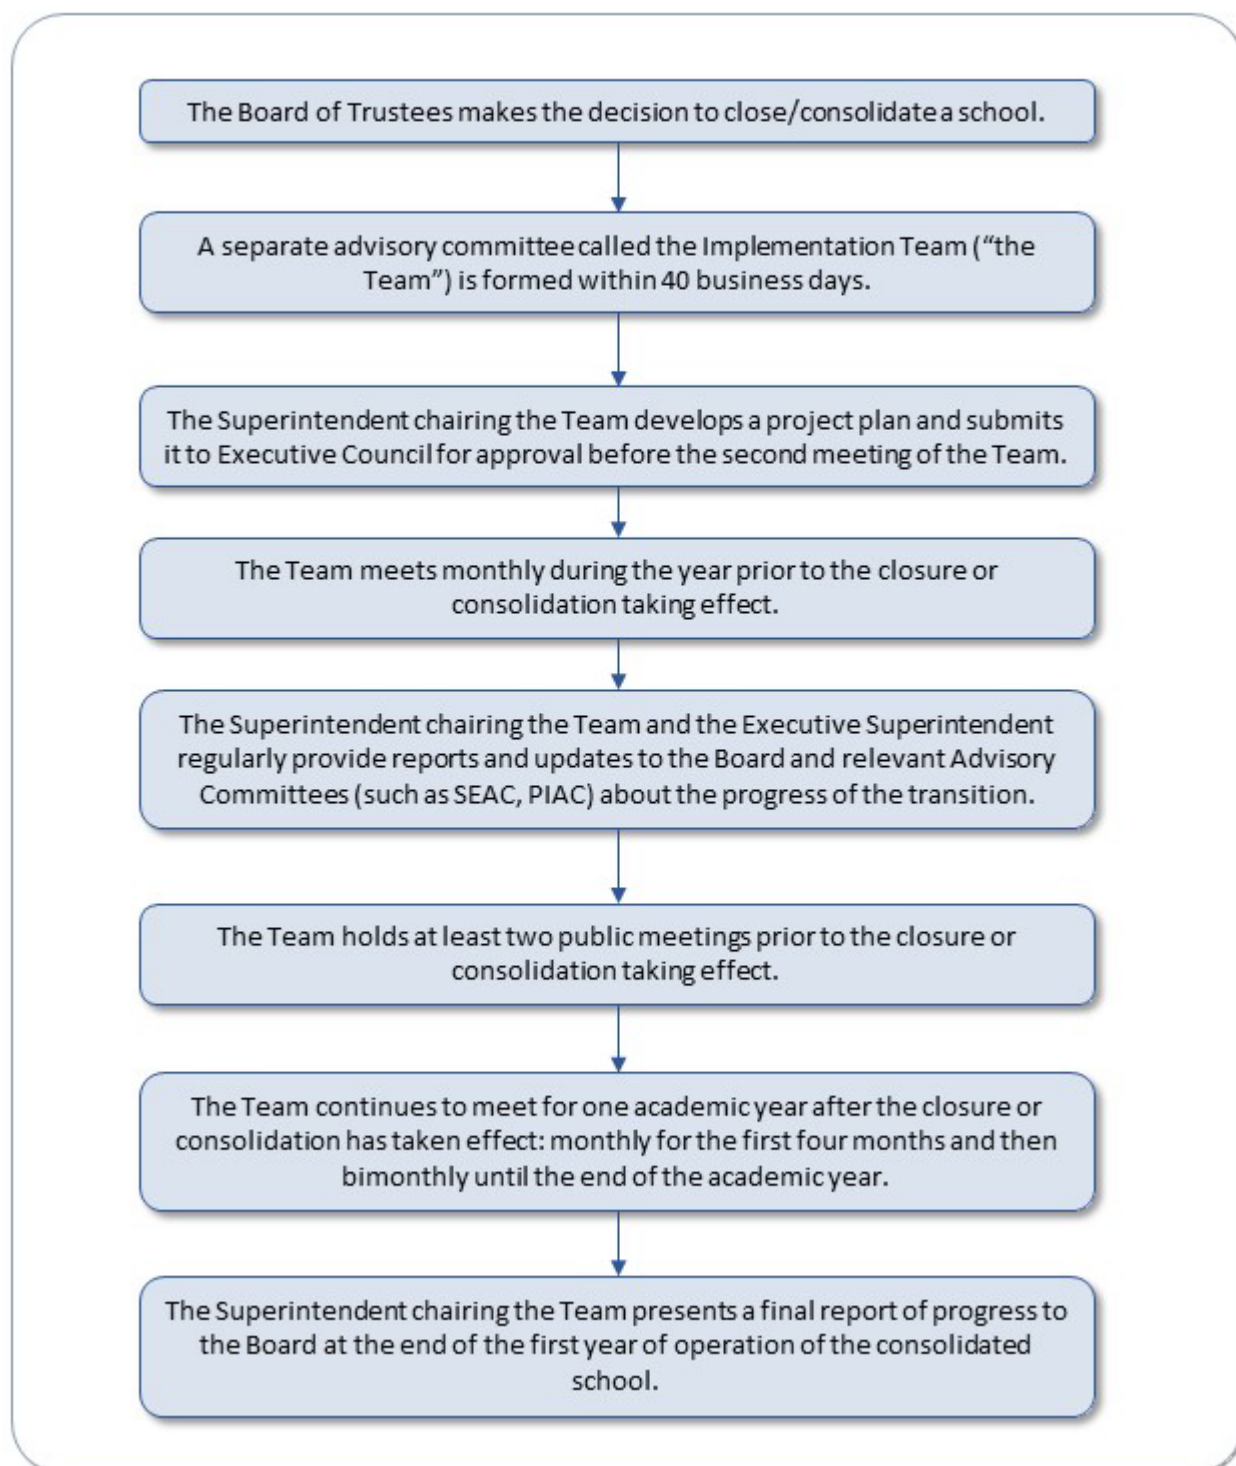 The Board of Trustees makes the decision to close/consolidate a school.
A separate advisory committee called the Implementation Team (“the
Team”) is formed within 40 business days.
The Superintendent chairing the Team develops a project plan and submits
it to Executive Council for approval before the second meeting of the Team.
The Team meets monthly during the year prior to the closure or
consolidation taking effect.
The Superintendent chairing the Team and the Executive Superintendent
regularly provide reports and updates to the Board and relevant Advisory
Committees (such as SEAC, PIAC) about the progress of the transition.
The Team holds at least two public meetings prior to the closure or
consolidation taking effect.
The Team continues to meet for one academic year after the closure or
consolidation has taken effect: monthly for the first four months and then
bimonthly until the end of the academic year.
The Superintendent chairing the Team presents a final report of progress to
the Board at the end of the first year of operation of the consolidated
school.